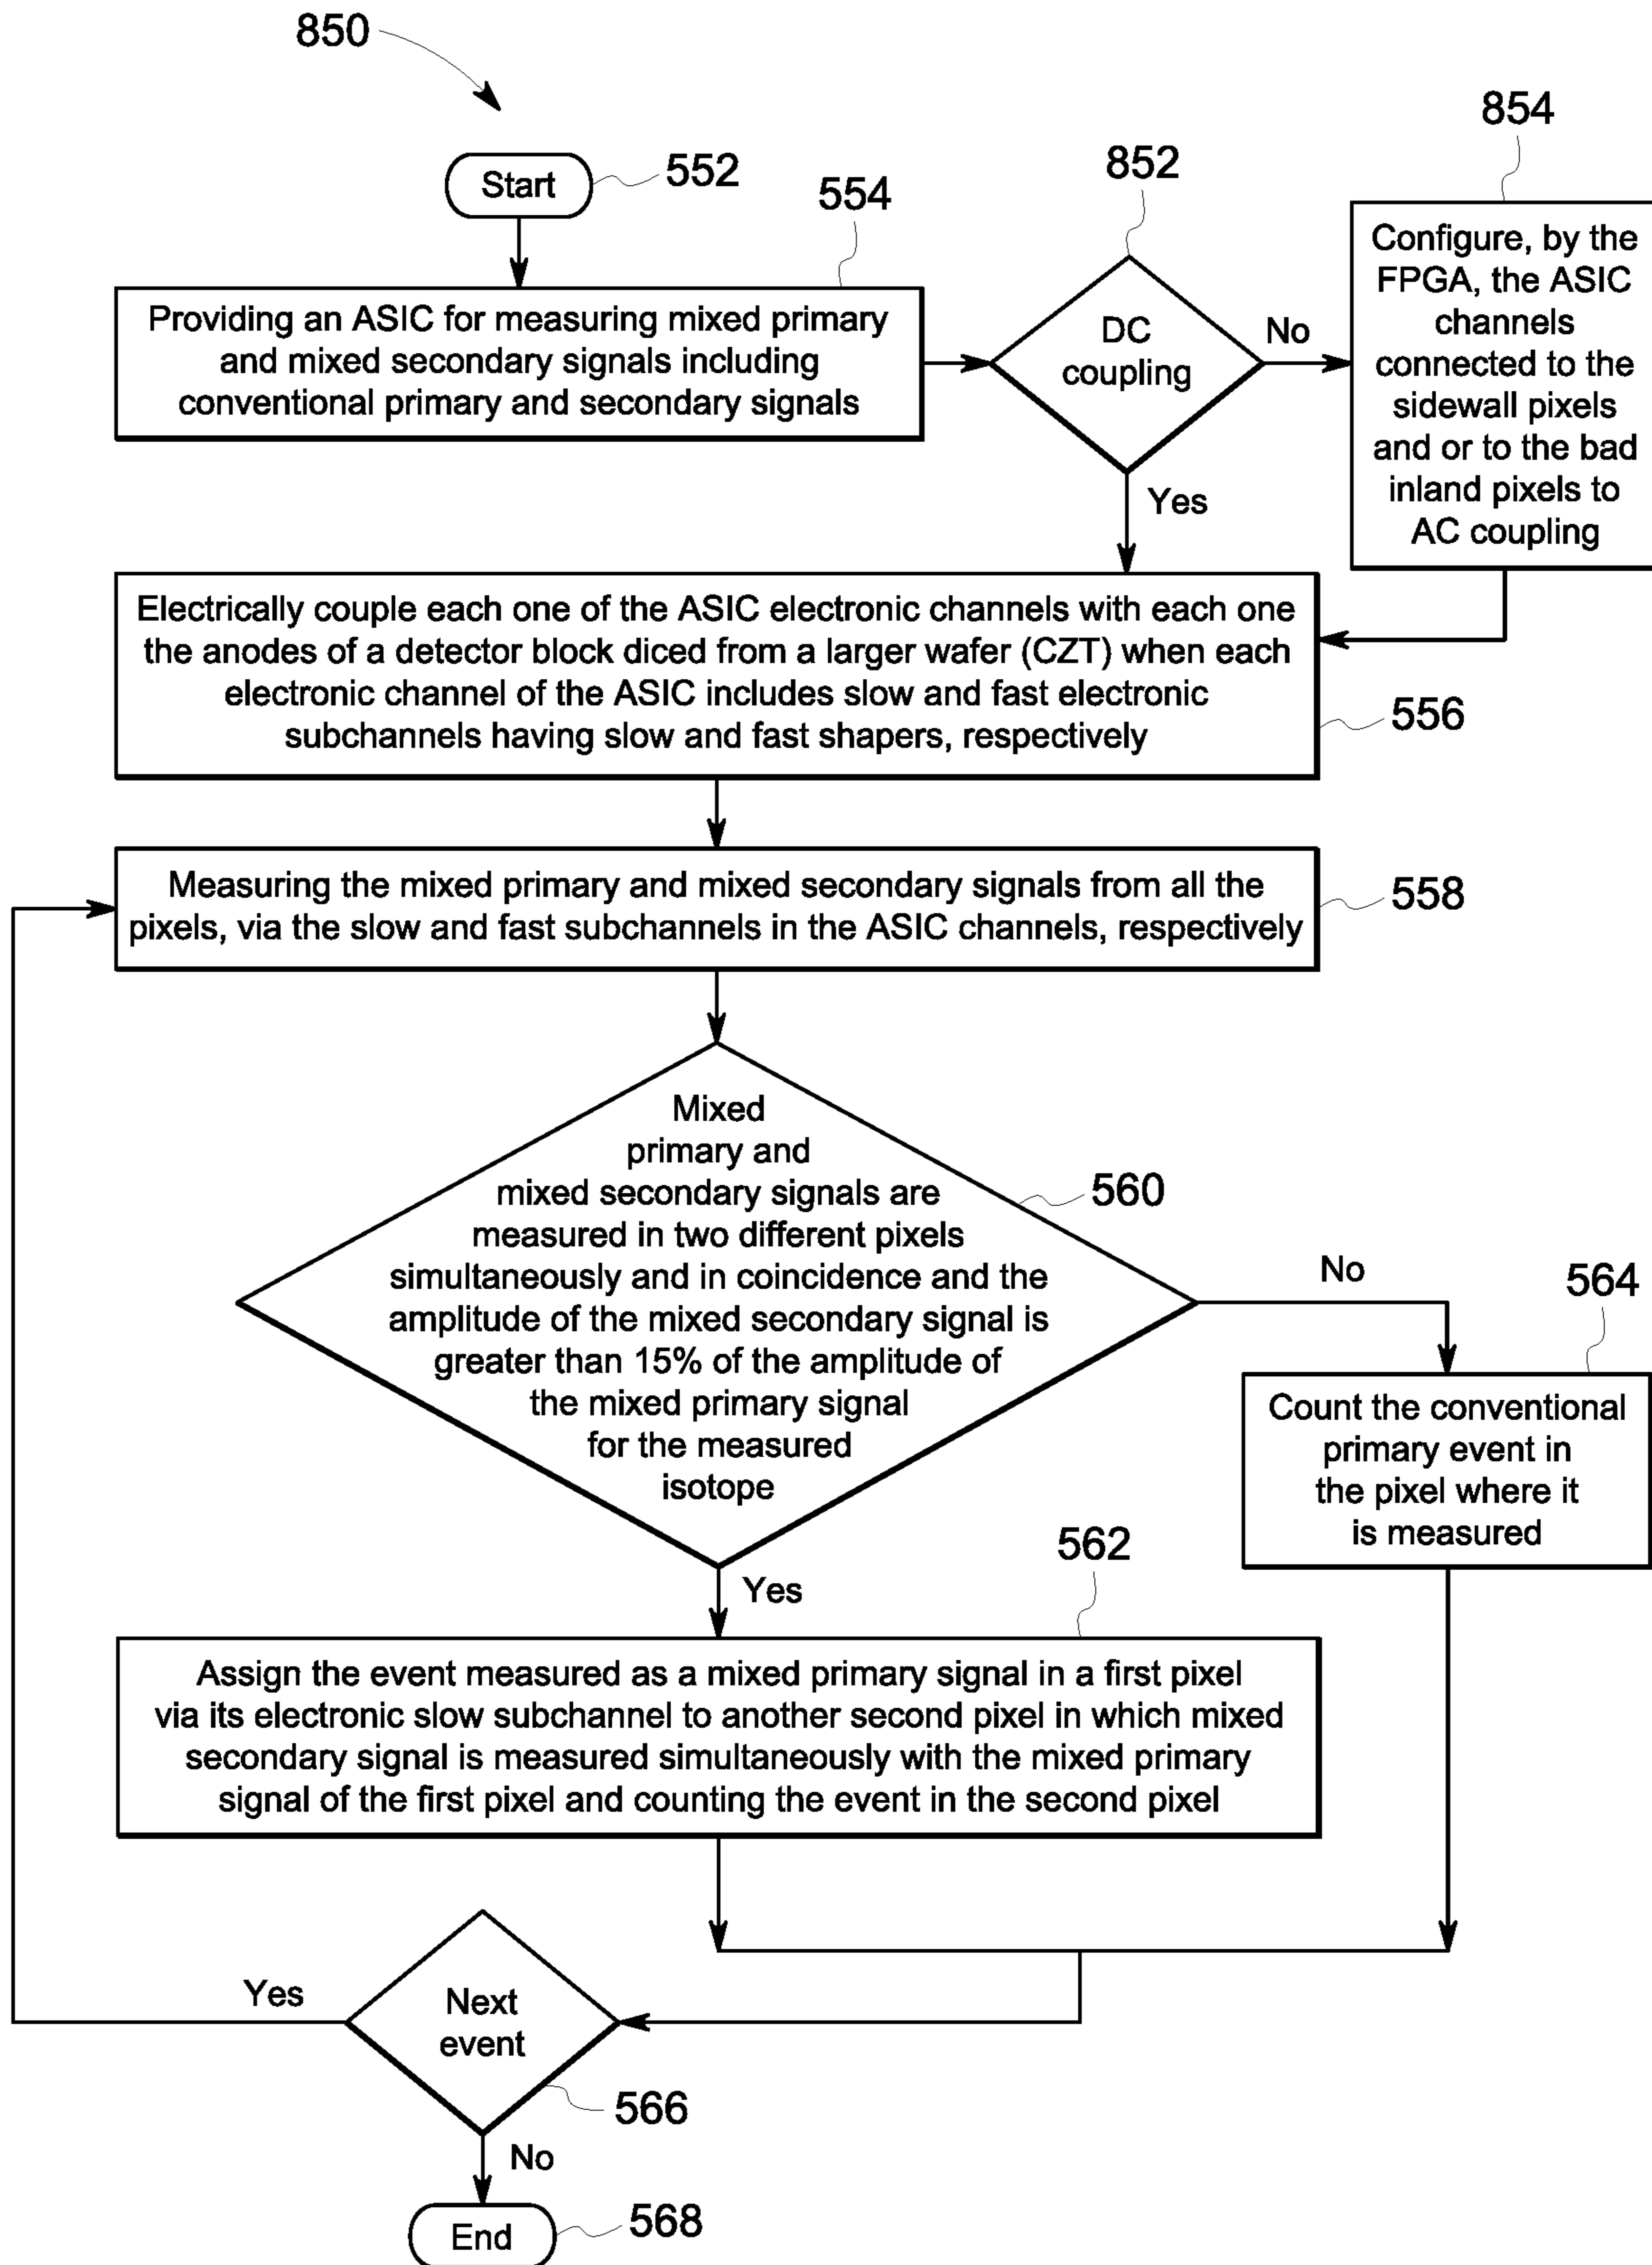 850
Start
552
554
852
854
Providing an ASIC for measuring mixed primary
and mixed secondary signals including
conventional primary and secondary signals
DC
coupling
No
Yes
Configure, by the
FPGA, the ASIC
channels
connected to the
sidewall pixels
and or to the bad
inland pixels to
AC coupling
Electrically couple each one of the ASIC electronic channels with each one
the anodes of a detector block diced from a larger wafer (CZT) when each
electronic channel of the ASIC includes slow and fast electronic
subchannels having slow and fast shapers, respectively
556
Measuring the mixed primary and mixed secondary signals from all the
pixels, via the slow and fast subchannels in the ASIC channels, respectively
558
Mixed
primary and
mixed secondary signals are
measured in two different pixels
simultaneously and in coincidence and the
amplitude of the mixed secondary signal is
greater than 15% of the amplitude of
the mixed primary signal
for the measured
isotope
560
No
564
Count the conventional
primary event in
the pixel where it
is measured
Yes
562
Assign the event measured as a mixed primary signal in a first pixel
via its electronic slow subchannel to another second pixel in which mixed
secondary signal is measured simultaneously with the mixed primary
signal of the first pixel and counting the event in the second pixel
Yes
Next
event
566
No
End
568